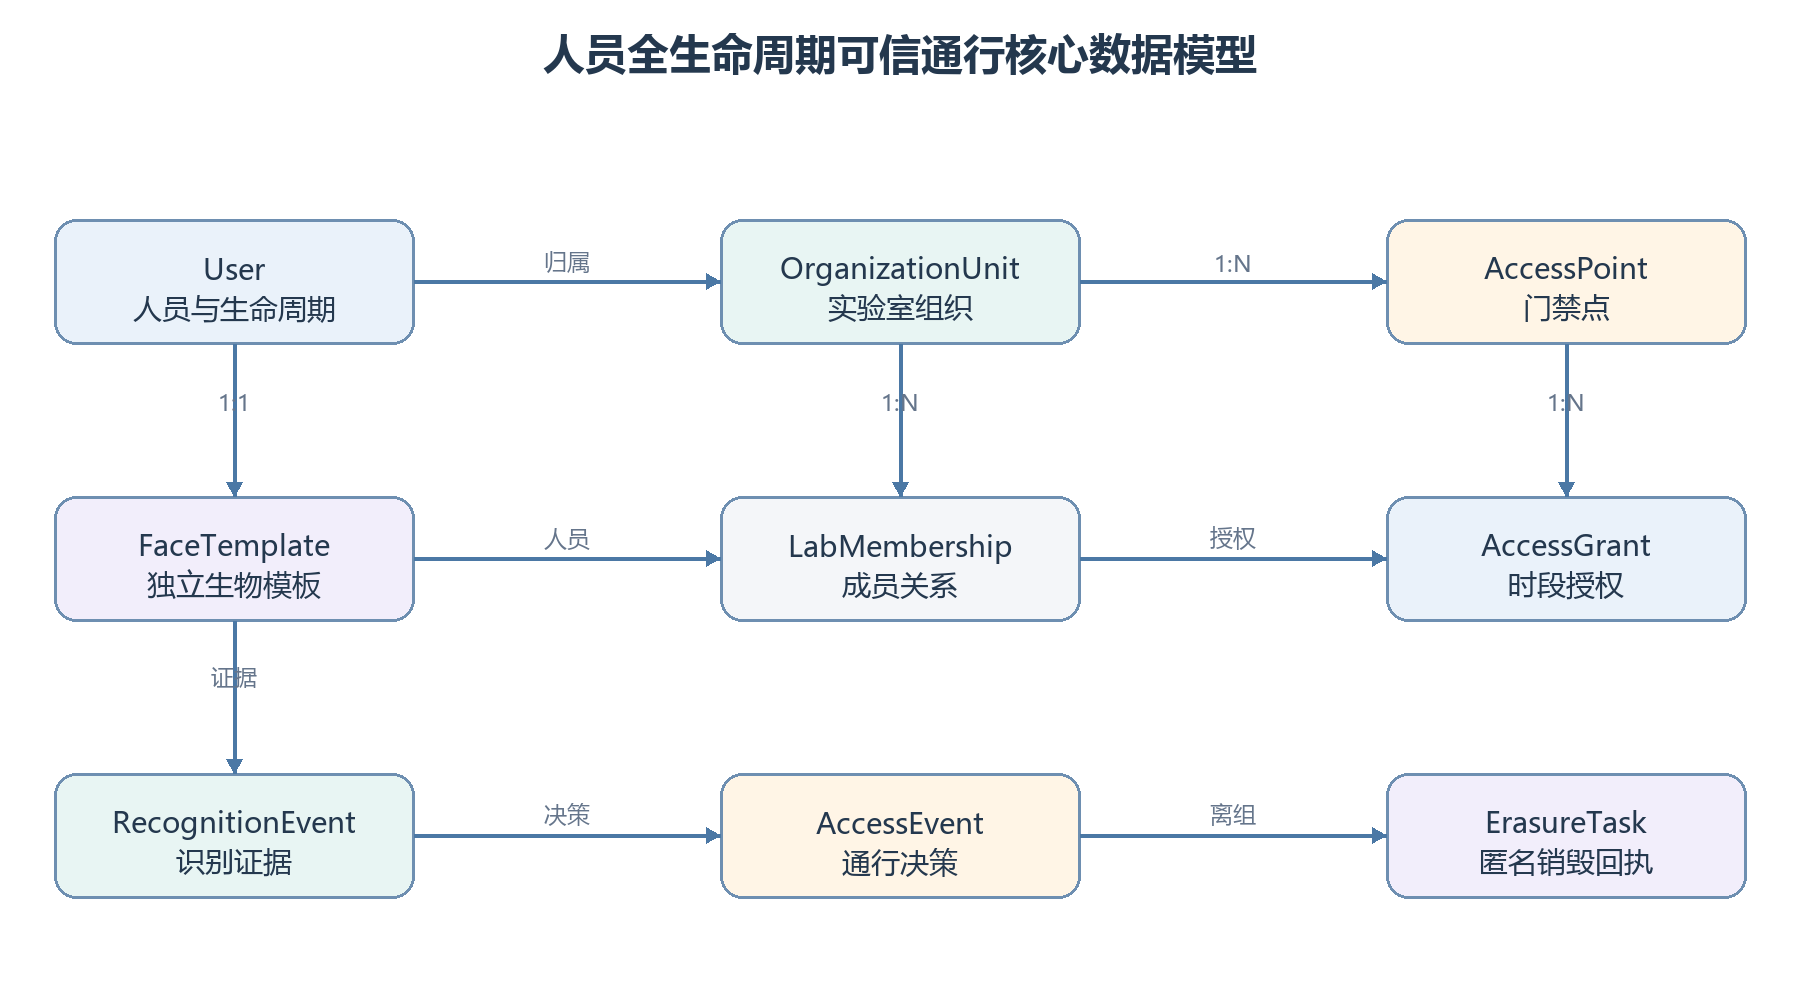 人员全生命周期可信通行核心数据模型
User
人员与生命周期
归属
OrganizationUnit
实验室组织
1:N
AccessPoint
门禁点
1:1
1:N
1:N
FaceTemplate
独立生物模板
人员
LabMembership
成员关系
授权
AccessGrant
时段授权
证据
RecognitionEvent
识别证据
决策
AccessEvent
通行决策
离组
ErasureTask
匿名销毁回执